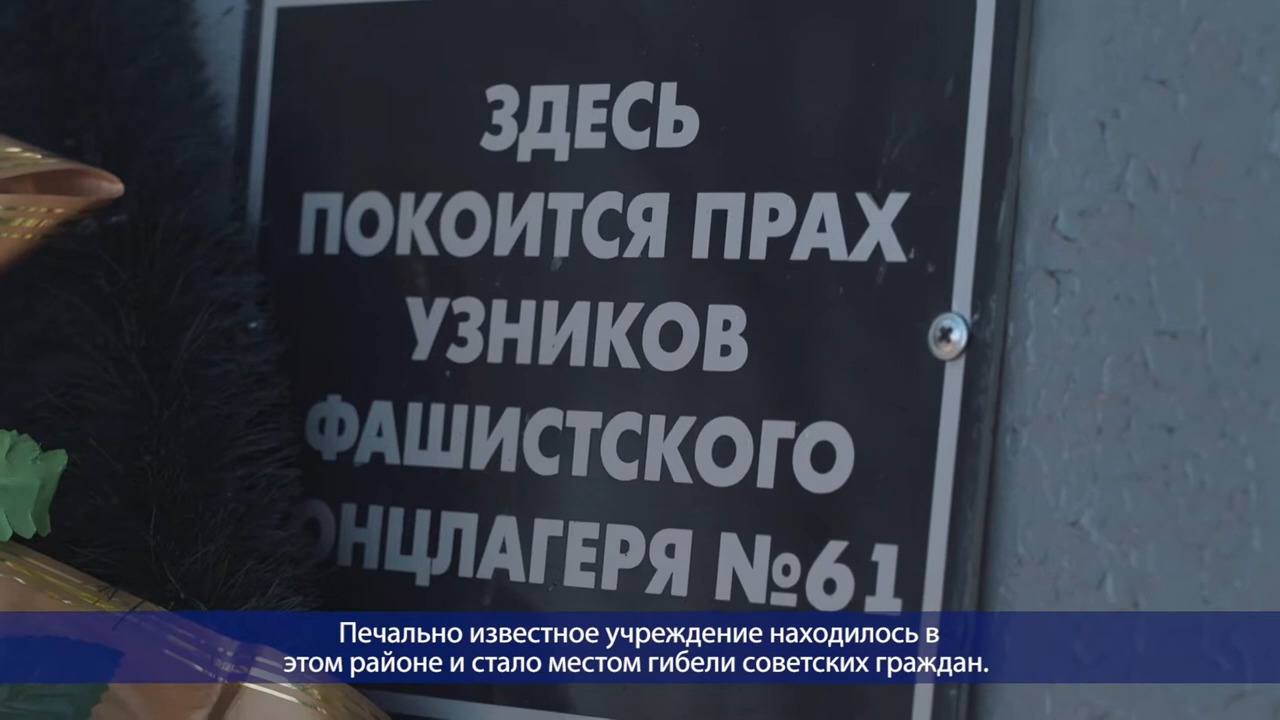 ЗДЕСЬ
ПОКОИТСЯ ПРАХ
УЗНИКОВ
ФАШИСТСКОГО
ОНЦЛАГЕРЯ №61
Печально известное учреждение находилось в
этом районе и стало местом гибели советских граждан.